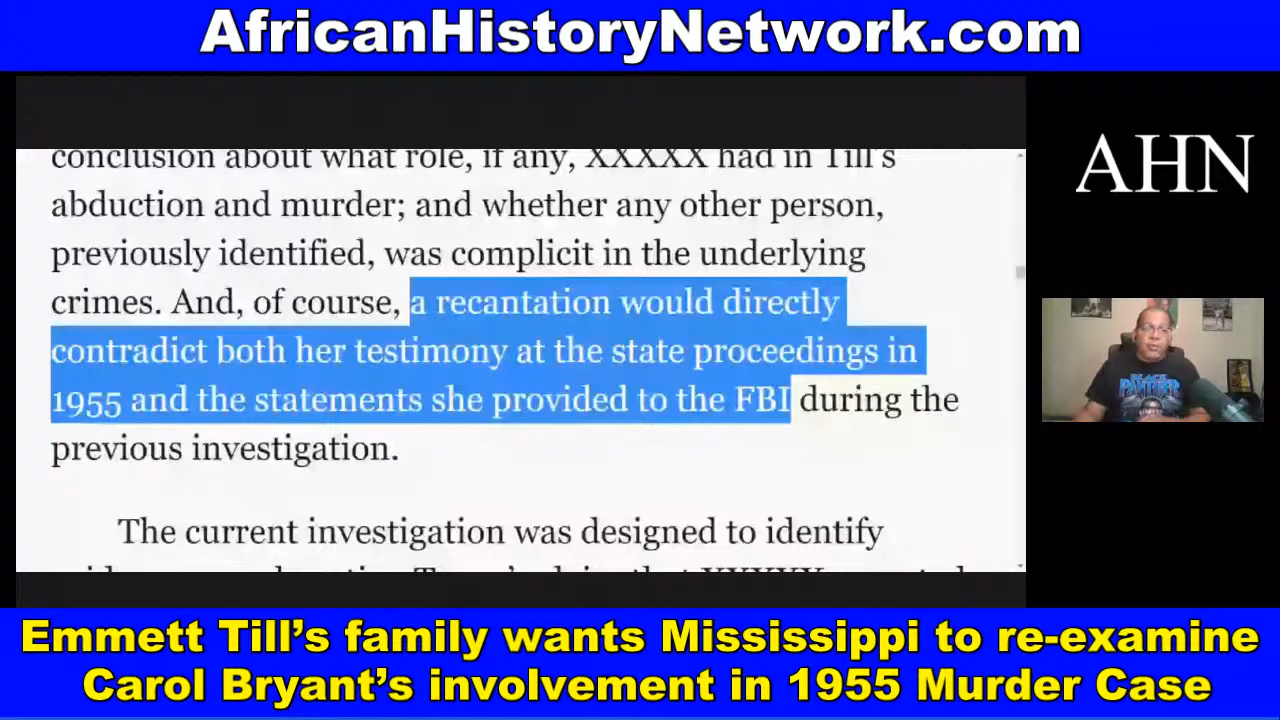 AfricanHistoryNetwork.com
conclusion about what role, if any, XXXXX had in Till's
abduction and murder; and whether any other person,
previously identified, was complicit in the underlying
crimes. And, of course, a recantation would directly
contradict both her testimony at the state proceedings in
1955 and the statements she provided to the FBI during the
previous investigation.
The current investigation was designed to identify
AHN
BLACK
PANTHER
Emmett Till’s family wants Mississippi to re-examine
Carol Bryant’s involvement in 1955 Murder Case